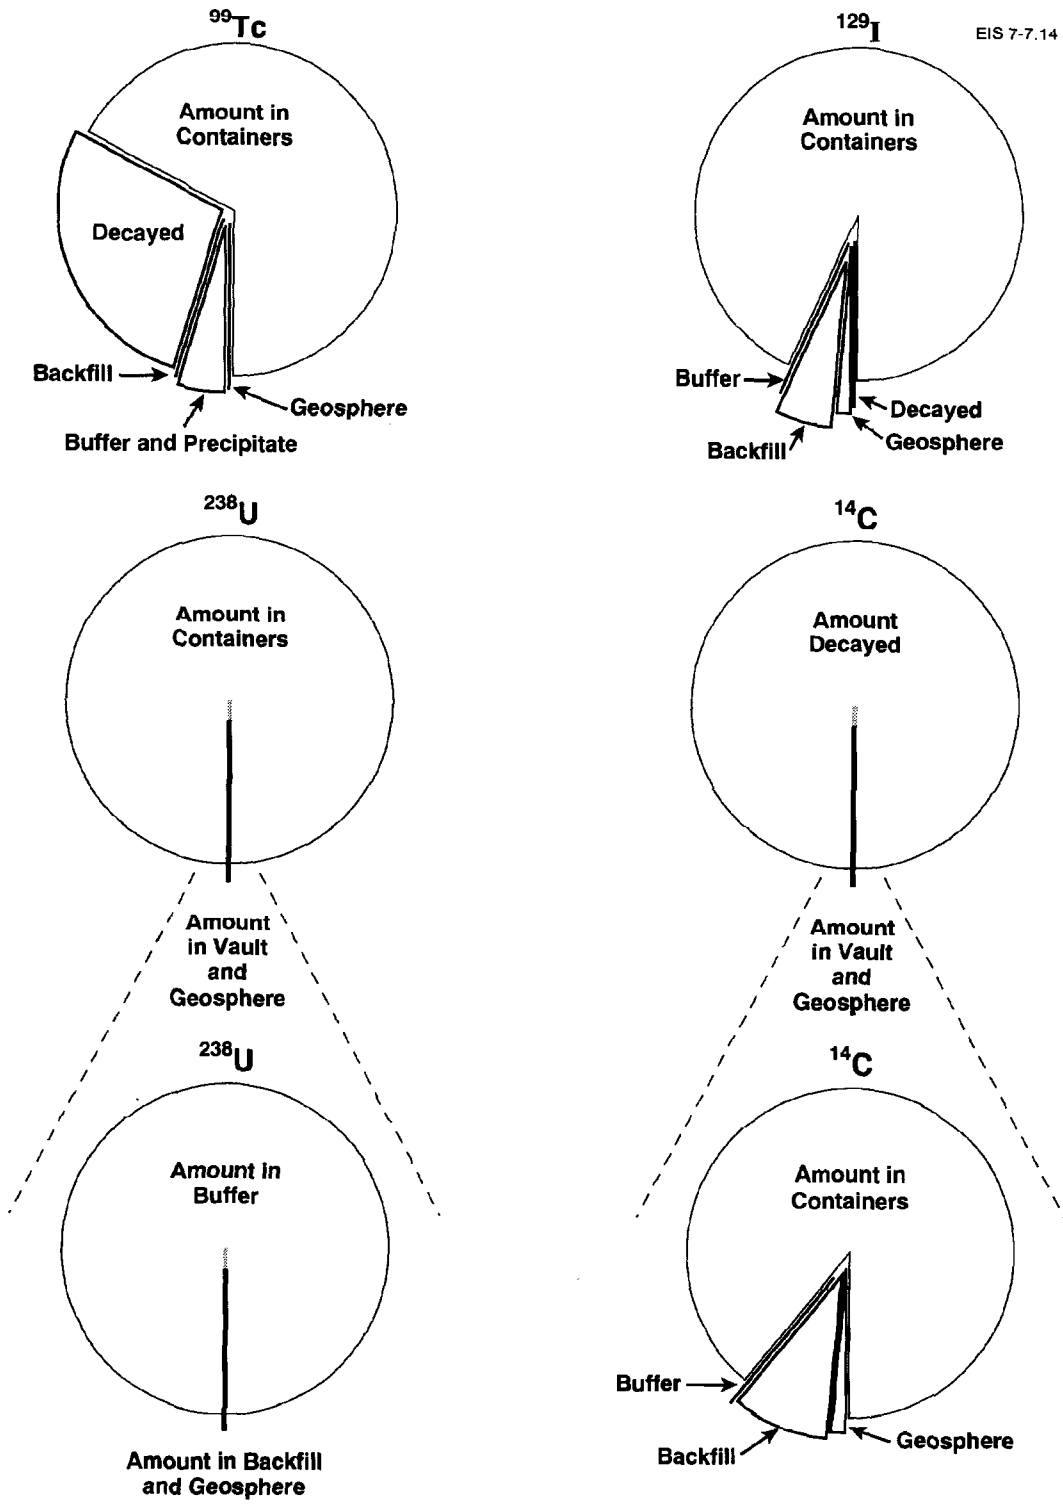 ⁹⁹Tc
¹²⁹I
EIS 7-7.14
Amount in
Containers
Decayed
Backfill
Geosphere
Buffer and Precipitate
Amount in
Containers
Buffer
Decayed
Geosphere
Backfill
²³⁸U
Amount in
Containers
Amount
in Vault
and
Geosphere
¹⁴C
Amount
Decayed
Amount
in Vault
and
Geosphere
²³⁸U
Amount in
Buffer
Amount in Backfill
and Geosphere
¹⁴C
Amount in
Containers
Buffer
Backfill
Geosphere